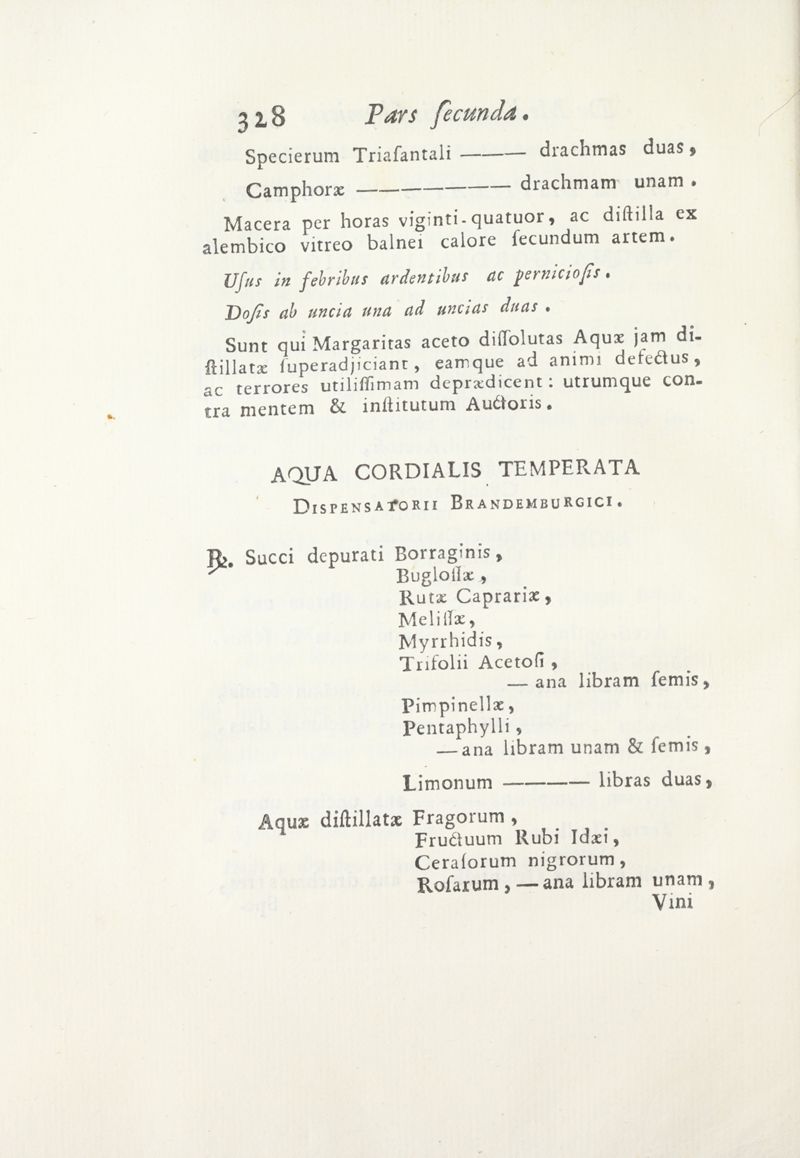 328 Pars ſecunda.
Specierum Triaſantali ——— drachmas duas,
Camphoræ ——————— drachmam unam.
Macera per horas viginti-quatuor, ac diſtilla ex
alembico vitreo balnei calore ſecundum artem.
Uſus in febribus ardentibus ac pernicioſis.
Doſis ab uncia una ad uncias duas.
Sunt qui Margaritas aceto diſſolutas Aquæ jam di-
ſtillatæ ſuperadjiciant, eamque ad animi defectus,
ac terrores utiliſſimam deprædicent: utrumque con-
tra mentem & inſtitutum Auctoris.
AQUA CORDIALIS TEMPERATA
DISPENSATORII BRANDEMBURGICI.
℞. Succi depurati Borraginis,
Bugloſſæ,
Rutæ Caprariæ,
Meliſſæ,
Myrrhidis,
Trifolii Acetoſi,
— ana libram ſemis,
Pimpinellæ,
Pentaphylli,
— ana libram unam & ſemis,
Limonum ———— libras duas,
Aquæ diſtillatæ Fragorum,
Fructuum Rubi Idæi,
Ceraſorum nigrorum,
Roſarum, — ana libram unam,
Vini